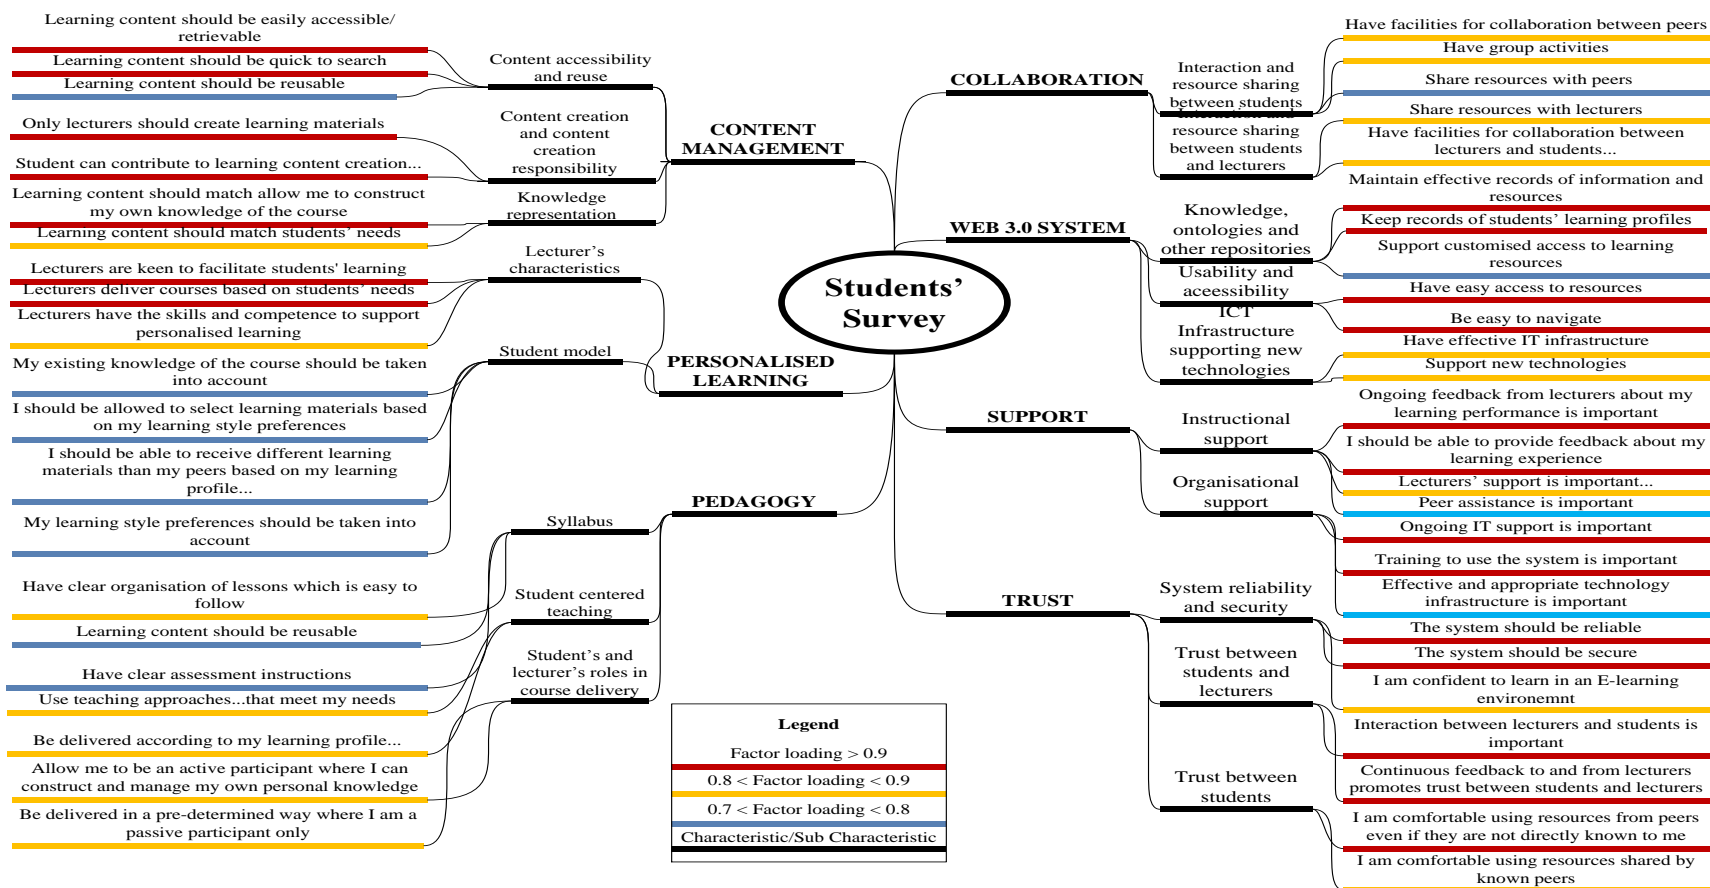 Learning content should be easily accessible/
retrievable
Learning content should be quick to search
Learning content should be reusable
Only lecturers should create learning materials
Student can contribute to learning content creation...
Learning content should match allow me to construct
my own knowledge of the course
Learning content should match students' needs
Lecturers are keen to facilitate students' learning
Lecturers deliver courses based on students' needs
Lecturers have the skills and competence to support
personalised learning
My existing knowledge of the course should be taken
into account
I should be allowed to select learning materials based
on my learning style preferences
I should be able to receive different learning
materials than my peers based on my learning
profile...
My learning style preferences should be taken into
account
Have clear organisation of lessons which is easy to
follow
Learning content should be reusable
Have clear assessment instructions
Use teaching approaches...that meet my needs
Be delivered according to my learning profile...
Allow me to be an active participant where I can
construct and manage my own personal knowledge
Be delivered in a pre-determined way where I am a
passive participant only
Content accessibility
and reuse
Content creation
and content
creation
responsibility
Knowledge
representation
Lecturer's
characteristics
Student model
Syllabus
Student centered
teaching
Student's and
lecturer's roles in
course delivery
CONTENT
MANAGEMENT
PERSONALISED
LEARNING
PEDAGOGY
Students'
Survey
Legend
Factor loading > 0.9
0.8 < Factor loading < 0.9
0.7 < Factor loading < 0.8
Characteristic/Sub Characteristic
COLLABORATION
WEB 3.0 SYSTEM
SUPPORT
TRUST
Interaction and
resource sharing
between students
Interaction and
resource sharing
between students
and lecturers
Knowledge,
ontologies and
other repositories
Usability and
aceessibility
ICT
Infrastructure
supporting new
technologies
Instructional
support
Organisational
support
System reliability
and security
Trust between
students and
lecturers
Trust between
students
Have facilities for collaboration between peers
Have group activities
Share resources with peers
Share resources with lecturers
Have facilities for collaboration between
lecturers and students...
Maintain effective records of information and
resources
Keep records of students' learning profiles
Support customised access to learning
resources
Have easy access to resources
Be easy to navigate
Have effective IT infrastructure
Support new technologies
Ongoing feedback from lecturers about my
learning performance is important
I should be able to provide feedback about my
learning experience
Lecturers' support is important...
Peer assistance is important
Ongoing IT support is important
Training to use the system is important
Effective and appropriate technology
infrastructure is important
The system should be reliable
The system should be secure
I am confident to learn in an E-learning
environemnt
Interaction between lecturers and students is
important
Continuous feedback to and from lecturers
promotes trust between students and lecturers
I am comfortable using resources from peers
even if they are not directly known to me
I am comfortable using resources shared by
known peers